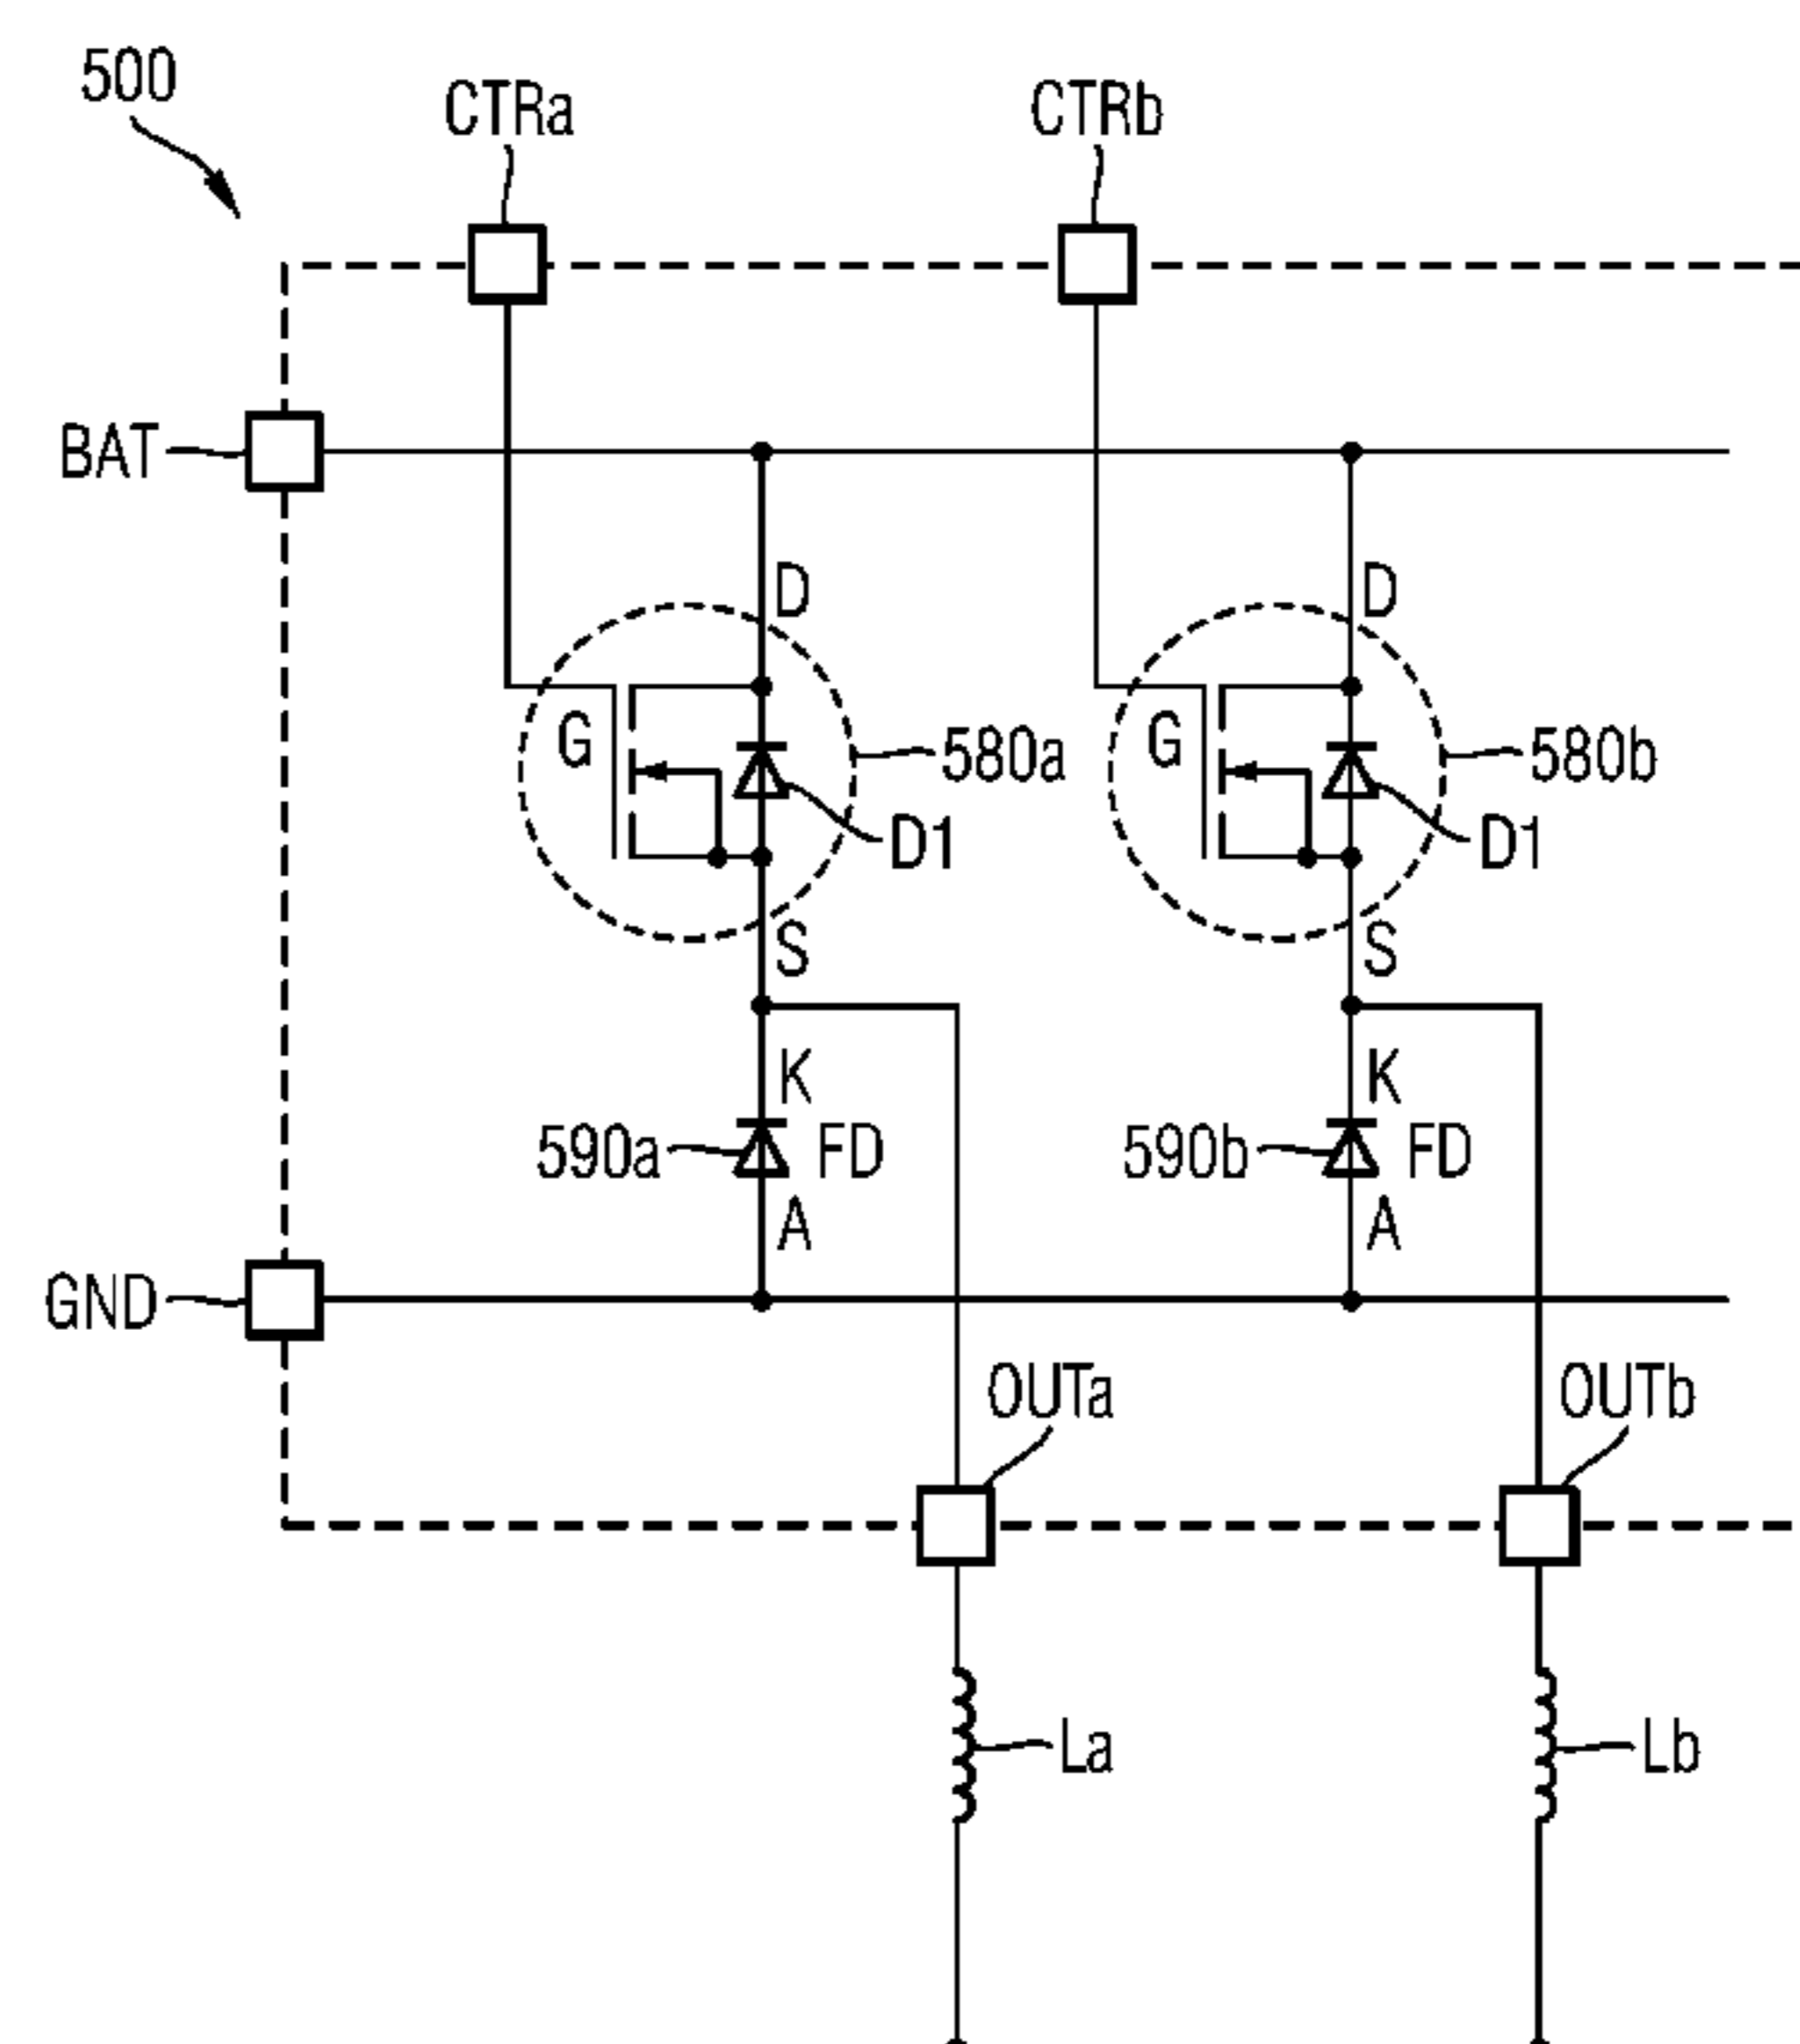 500
CTRa
CTRb
BAT
D
D
G
580a
G
580b
D1
D1
S
S
K
K
590a
FD
590b
FD
A
A
GND
OUTa
OUTb
La
Lb